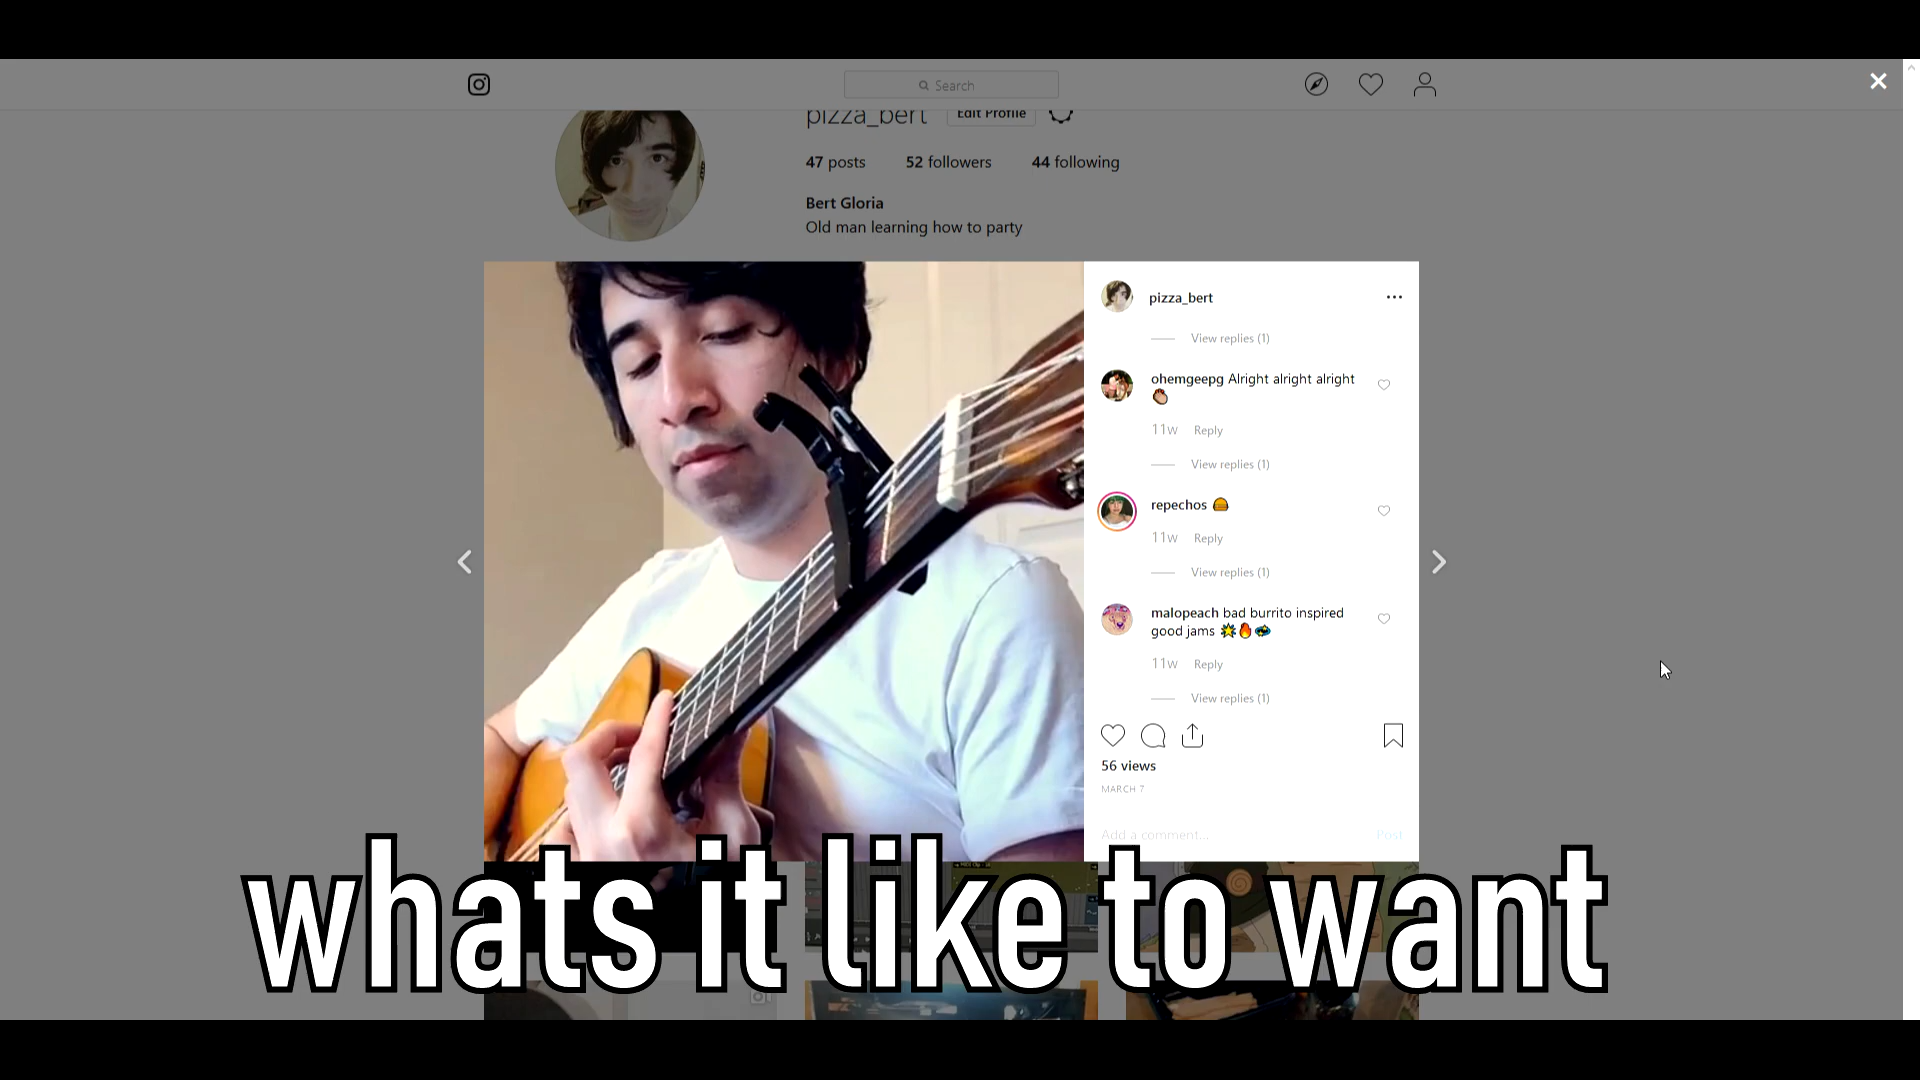 Search
pizza_bert Edit Profile
47 posts 52 followers 44 following
Bert Gloria
Old man learning how to party
pizza_bert
View replies (1)
ohemgeepg Alright alright alright
11w Reply
View replies (1)
repechos
11w Reply
View replies (1)
malopeach bad burrito inspired
good jams
11w Reply
View replies (1)
56 views
MARCH 7
Add a comment... Post
whats it like to want